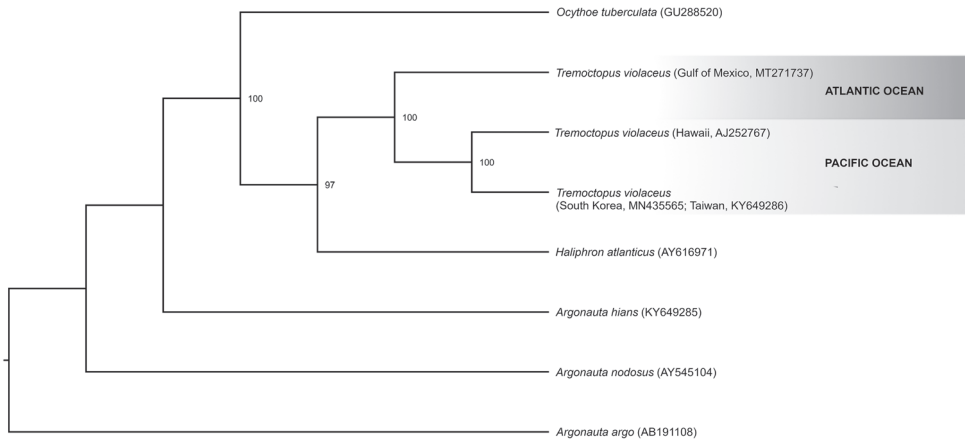 Ocythoe tuberculata (GU288520)
Tremoctopus violaceus (Gulf of Mexico, MT271737)
ATLANTIC OCEAN
100
100
Tremoctopus violaceus (Hawaii, AJ252767)
100
PACIFIC OCEAN
97
Tremoctopus violaceus
(South Korea, MN435565; Taiwan, KY649286)
Haliphron atlanticus (AY616971)
Argonauta hians (KY649285)
Argonauta nodosus (AY545104)
Argonauta argo (AB191108)